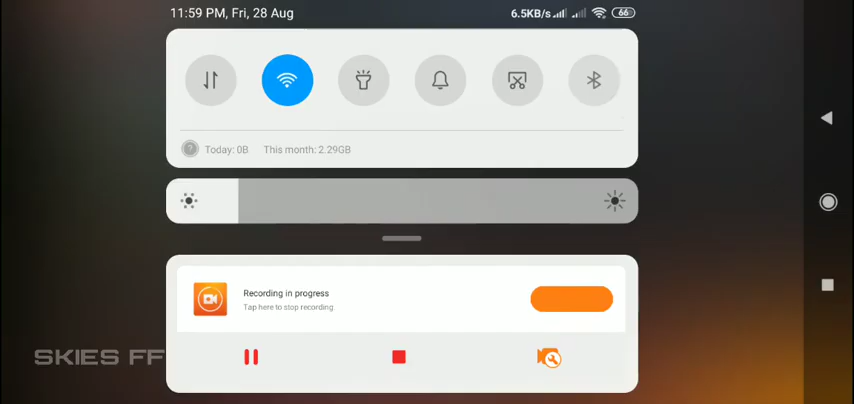 11:59 PM, Fri, 28 Aug
6.5KB/s
66
? Today: 0B This month: 2.29GB
Recording in progress
Tap here to stop recording
SKIES FF